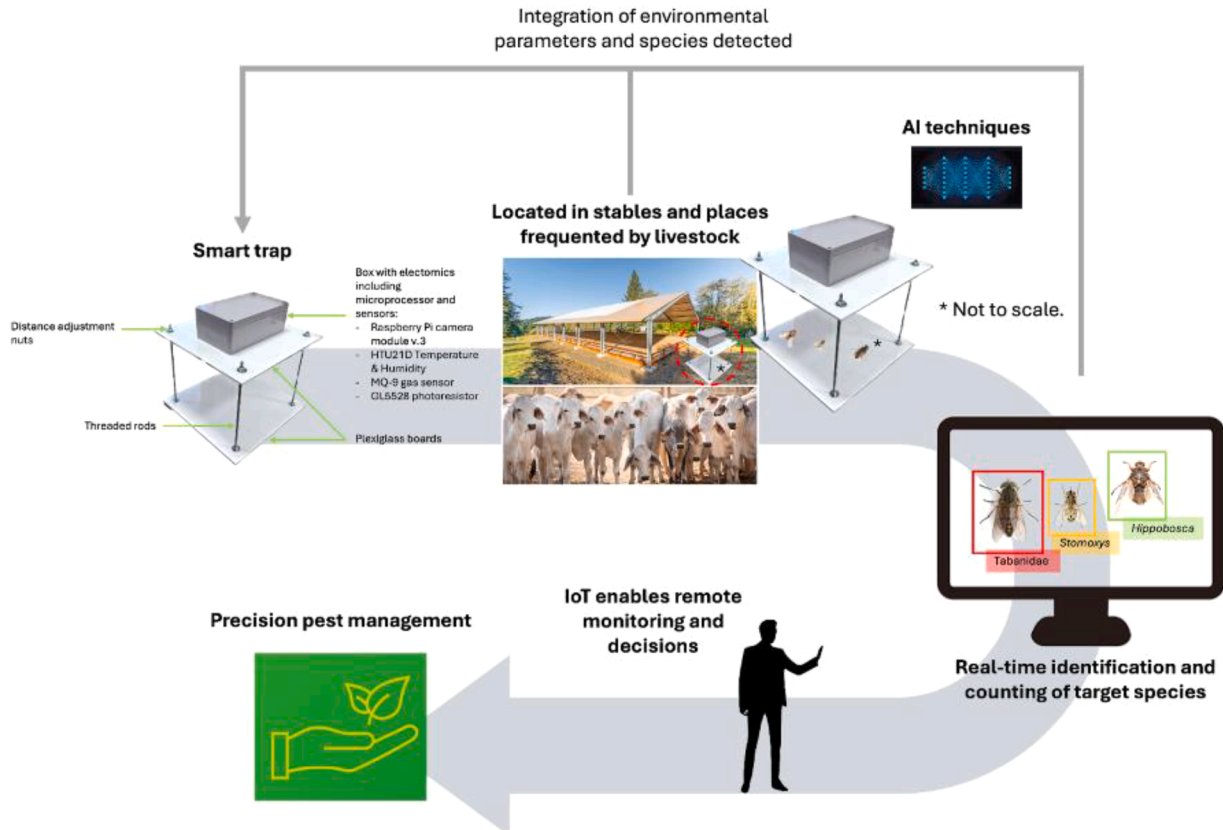 Integration of environmental
parameters and species detected
AI techniques
Located in stables and places
frequented by livestock
Smart trap
Box with electornics
including
microprocessor and
sensors:
- Raspberry Pi camera
module v.3
- HTU21D Temperature
& Humidity
- MQ-9 gas sensor
- GL5528 photoresistor
Distance adjustment
nuts
Threaded rods
Plexiglass boards
*
*
* Not to scale.
Tabanidae
Stomoxys
Hippobosca
Real-time identification and
counting of target species
IoT enables remote
monitoring and
decisions
Precision pest management